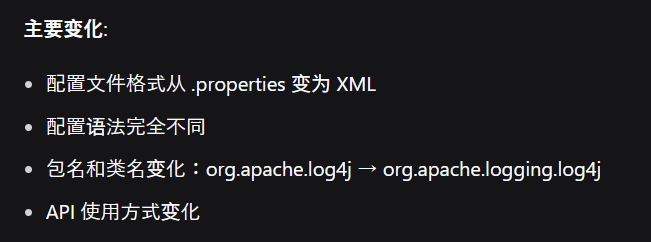 主要变化:
• 配置文件格式从 .properties 变为 XML
• 配置语法完全不同
• 包名和类名变化：org.apache.log4j → org.apache.logging.log4j
• API 使用方式变化